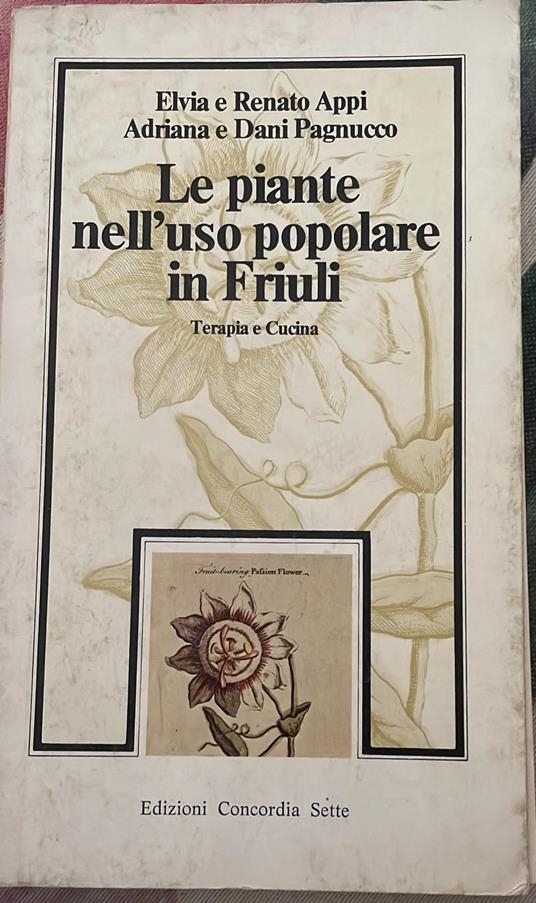 Elvia e Renato Appi
Adriana e Dani Pagnucco
Le piante
nell'uso popolare
in Friuli
Terapia e Cucina
Fruit-bearing Passion Flower
Edizioni Concordia Sette